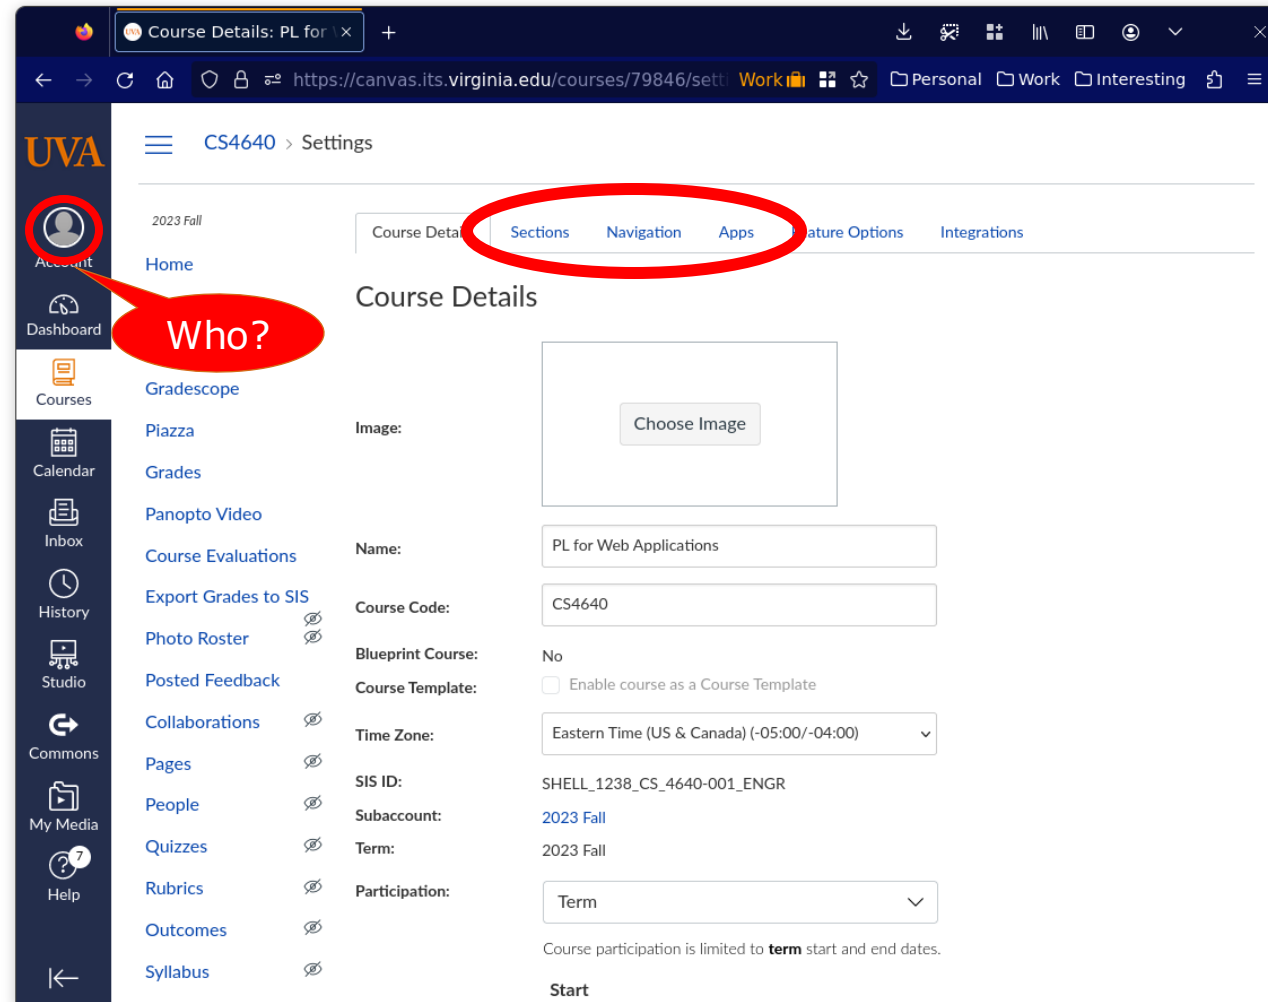 Course Details: PL for
https://canvas.its.virginia.edu/courses/79846/sett Work Personal Work Interesting
UVA
CS4640 > Settings
2023 Fall
Course Detai Sections Navigation Apps ature Options Integrations
Account
Home
Course Details
Who?
Dashboard
Courses
Gradescope
Image:
Choose Image
Piazza
Calendar
Grades
Panopto Video
Inbox
Name:
PL for Web Applications
Course Evaluations
Export Grades to SIS
History
Course Code:
CS4640
Photo Roster
Blueprint Course:
No
Studio
Posted Feedback
Course Template:
Enable course as a Course Template
Collaborations
Time Zone:
Eastern Time (US & Canada) (-05:00/-04:00)
Commons
Pages
SIS ID:
SHELL_1238_CS_4640-001_ENGR
People
Subaccount:
2023 Fall
My Media
Quizzes
Term:
2023 Fall
7
Help
Rubrics
Participation:
Term
Outcomes
Course participation is limited to term start and end dates.
Syllabus
Start